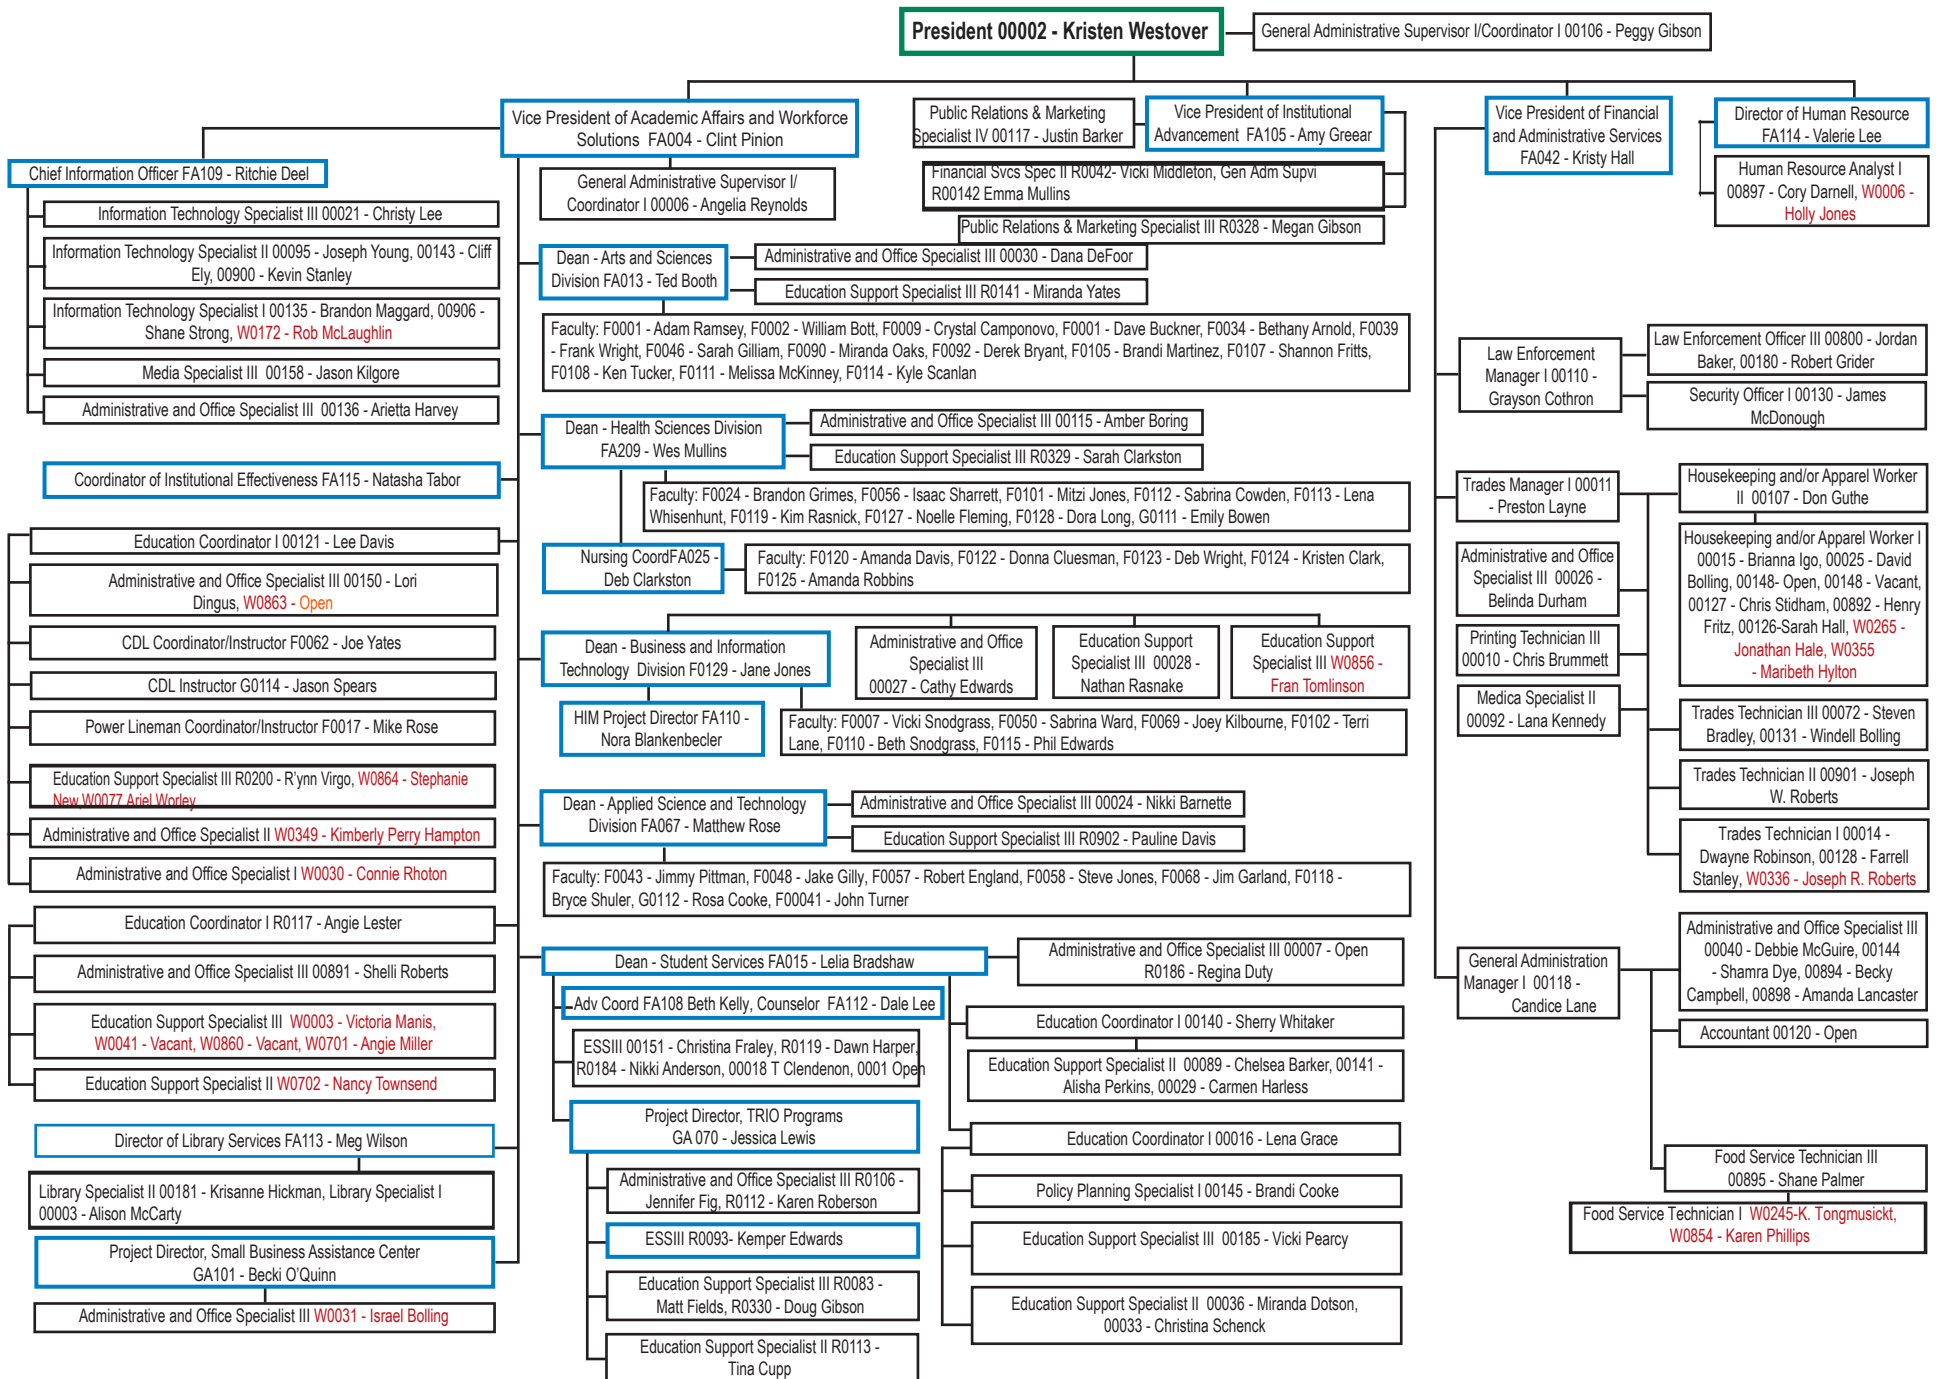 President 00002 - Kristen Westover
General Administrative Supervisor I/Coordinator I 00106 - Peggy Gibson
Vice President of Academic Affairs and Workforce
Solutions  FA004 - Clint Pinion
Public Relations & Marketing
Specialist IV 00117 - Justin Barker
Vice President of Institutional
Advancement  FA105 - Amy Greear
Vice President of Financial
and Administrative Services
FA042 - Kristy Hall
Director of Human Resource
FA114 - Valerie Lee
Human Resource Analyst I
00897 - Cory Darnell, W0006 -
Holly Jones
Financial Svcs Spec II R0042- Vicki Middleton, Gen Adm Supvi
R00142 Emma Mullins
Public Relations & Marketing Specialist III R0328 - Megan Gibson
General Administrative Supervisor I/
Coordinator I 00006 - Angelia Reynolds
Chief Information Officer FA109 - Ritchie Deel
Information Technology Specialist III 00021 - Christy Lee
Information Technology Specialist II 00095 - Joseph Young, 00143 - Cliff
Ely, 00900 - Kevin Stanley
Information Technology Specialist I 00135 - Brandon Maggard, 00906 -
Shane Strong, W0172 - Rob McLaughlin
Media Specialist III  00158 - Jason Kilgore
Administrative and Office Specialist III  00136 - Arietta Harvey
Coordinator of Institutional Effectiveness FA115 - Natasha Tabor
Education Coordinator I 00121 - Lee Davis
Administrative and Office Specialist III 00150 - Lori
Dingus, W0863 - Open
CDL Coordinator/Instructor F0062 - Joe Yates
CDL Instructor G0114 - Jason Spears
Power Lineman Coordinator/Instructor F0017 - Mike Rose
Education Support Specialist III R0200 - R'ynn Virgo, W0864 - Stephanie
New,W0077 Ariel Worley
Administrative and Office Specialist II W0349 - Kimberly Perry Hampton
Administrative and Office Specialist I W0030 - Connie Rhoton
Education Coordinator I R0117 - Angie Lester
Administrative and Office Specialist III 00891 - Shelli Roberts
Education Support Specialist III  W0003 - Victoria Manis,
W0041 - Vacant, W0860 - Vacant, W0701 - Angie Miller
Education Support Specialist II W0702 - Nancy Townsend
Director of Library Services FA113 - Meg Wilson
Library Specialist II 00181 - Krisanne Hickman, Library Specialist I
00003 - Alison McCarty
Project Director, Small Business Assistance Center
GA101 - Becki O'Quinn
Administrative and Office Specialist III W0031 - Israel Bolling
Dean - Arts and Sciences
Division FA013 - Ted Booth
Administrative and Office Specialist III 00030 - Dana DeFoor
Education Support Specialist III R0141 - Miranda Yates
Faculty: F0001 - Adam Ramsey, F0002 - William Bott, F0009 - Crystal Camponovo, F0001 - Dave Buckner, F0034 - Bethany Arnold, F0039
- Frank Wright, F0046 - Sarah Gilliam, F0090 - Miranda Oaks, F0092 - Derek Bryant, F0105 - Brandi Martinez, F0107 - Shannon Fritts,
F0108 - Ken Tucker, F0111 - Melissa McKinney, F0114 - Kyle Scanlan
Dean - Health Sciences Division
FA209 - Wes Mullins
Administrative and Office Specialist III 00115 - Amber Boring
Education Support Specialist III R0329 - Sarah Clarkston
Faculty: F0024 - Brandon Grimes, F0056 - Isaac Sharrett, F0101 - Mitzi Jones, F0112 - Sabrina Cowden, F0113 - Lena
Whisenhunt, F0119 - Kim Rasnick, F0127 - Noelle Fleming, F0128 - Dora Long, G0111 - Emily Bowen
Nursing CoordFA025 -
Deb Clarkston
Faculty: F0120 - Amanda Davis, F0122 - Donna Cluesman, F0123 - Deb Wright, F0124 - Kristen Clark,
F0125 - Amanda Robbins
Dean - Business and Information
Technology  Division F0129 - Jane Jones
Administrative and Office
Specialist III
00027 - Cathy Edwards
Education Support
Specialist III  00028 -
Nathan Rasnake
Education Support
Specialist III W0856 -
Fran Tomlinson
HIM Project Director FA110 -
Nora Blankenbecler
Faculty: F0007 - Vicki Snodgrass, F0050 - Sabrina Ward, F0069 - Joey Kilbourne, F0102 - Terri
Lane, F0110 - Beth Snodgrass, F0115 - Phil Edwards
Dean - Applied Science and Technology
Division FA067 - Matthew Rose
Administrative and Office Specialist III 00024 - Nikki Barnette
Education Support Specialist III R0902 - Pauline Davis
Faculty: F0043 - Jimmy Pittman, F0048 - Jake Gilly, F0057 - Robert England, F0058 - Steve Jones, F0068 - Jim Garland, F0118 -
Bryce Shuler, G0112 - Rosa Cooke, F00041 - John Turner
Dean - Student Services FA015 - Lelia Bradshaw
Administrative and Office Specialist III 00007 - Open
R0186 - Regina Duty
Adv Coord FA108 Beth Kelly, Counselor  FA112 - Dale Lee
ESSIII 00151 - Christina Fraley, R0119 - Dawn Harper,
R0184 - Nikki Anderson, 00018 T Clendenon, 0001 Open
Project Director, TRIO Programs
GA 070 - Jessica Lewis
Administrative and Office Specialist III R0106 -
Jennifer Fig, R0112 - Karen Roberson
ESSIII R0093- Kemper Edwards
Education Support Specialist III R0083 -
Matt Fields, R0330 - Doug Gibson
Education Support Specialist II R0113 -
Tina Cupp
Education Coordinator I 00140 - Sherry Whitaker
Education Support Specialist II  00089 - Chelsea Barker, 00141 -
Alisha Perkins, 00029 - Carmen Harless
Education Coordinator I 00016 - Lena Grace
Policy Planning Specialist I 00145 - Brandi Cooke
Education Support Specialist III  00185 - Vicki Pearcy
Education Support Specialist II  00036 - Miranda Dotson,
00033 - Christina Schenck
Law Enforcement
Manager I 00110 -
Grayson Cothron
Law Enforcement Officer III 00800 - Jordan
Baker, 00180 - Robert Grider
Security Officer I 00130 - James
McDonough
Trades Manager I 00011
- Preston Layne
Administrative and Office
Specialist III  00026 -
Belinda Durham
Printing Technician III
00010 - Chris Brummett
Medica Specialist II
00092 - Lana Kennedy
Housekeeping and/or Apparel Worker
II  00107 - Don Guthe
Housekeeping and/or Apparel Worker I
00015 - Brianna Igo, 00025 - David
Bolling, 00148- Open, 00148 - Vacant,
00127 - Chris Stidham, 00892 - Henry
Fritz, 00126-Sarah Hall, W0265 -
Jonathan Hale, W0355
- Maribeth Hylton
Trades Technician III 00072 - Steven
Bradley, 00131 - Windell Bolling
Trades Technician II 00901 - Joseph
W. Roberts
Trades Technician I 00014 -
Dwayne Robinson, 00128 - Farrell
Stanley, W0336 - Joseph R. Roberts
General Administration
Manager I  00118 -
Candice Lane
Administrative and Office Specialist III
00040 - Debbie McGuire, 00144
- Shamra Dye, 00894 - Becky
Campbell, 00898 - Amanda Lancaster
Accountant 00120 - Open
Food Service Technician III
00895 - Shane Palmer
Food Service Technician I  W0245-K. Tongmusickt,
W0854 - Karen Phillips